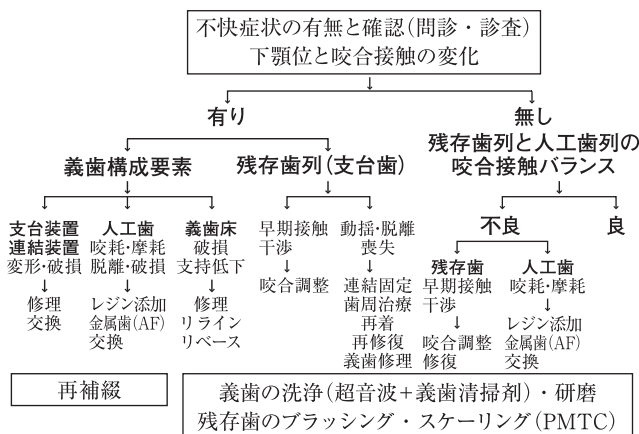 不快症状の有無と確認(問診・診査)
下顎位と咬合接触の変化
有り
無し
義歯構成要素
残存歯列(支台歯)
残存歯列と人工歯列の
咬合接触バランス
支台装置
連結装置
変形・破損
修理
交換
人工歯
咬耗・摩耗
脱離・破損
レジン添加
金属歯(AF)
交換
義歯床
破損
支持低下
修理
リライン
リベース
早期接触
干渉
咬合調整
動揺・脱離
喪失
連結固定
歯周治療
再着
再修復
義歯修理
不良
良
残存歯
早期接触
干渉
咬合調整
修復
人工歯
咬耗・摩耗
レジン添加
金属歯(AF)
交換
再補綴
義歯の洗浄(超音波+義歯清掃剤)・研磨
残存歯のブラッシング・スケーリング(PMTC)